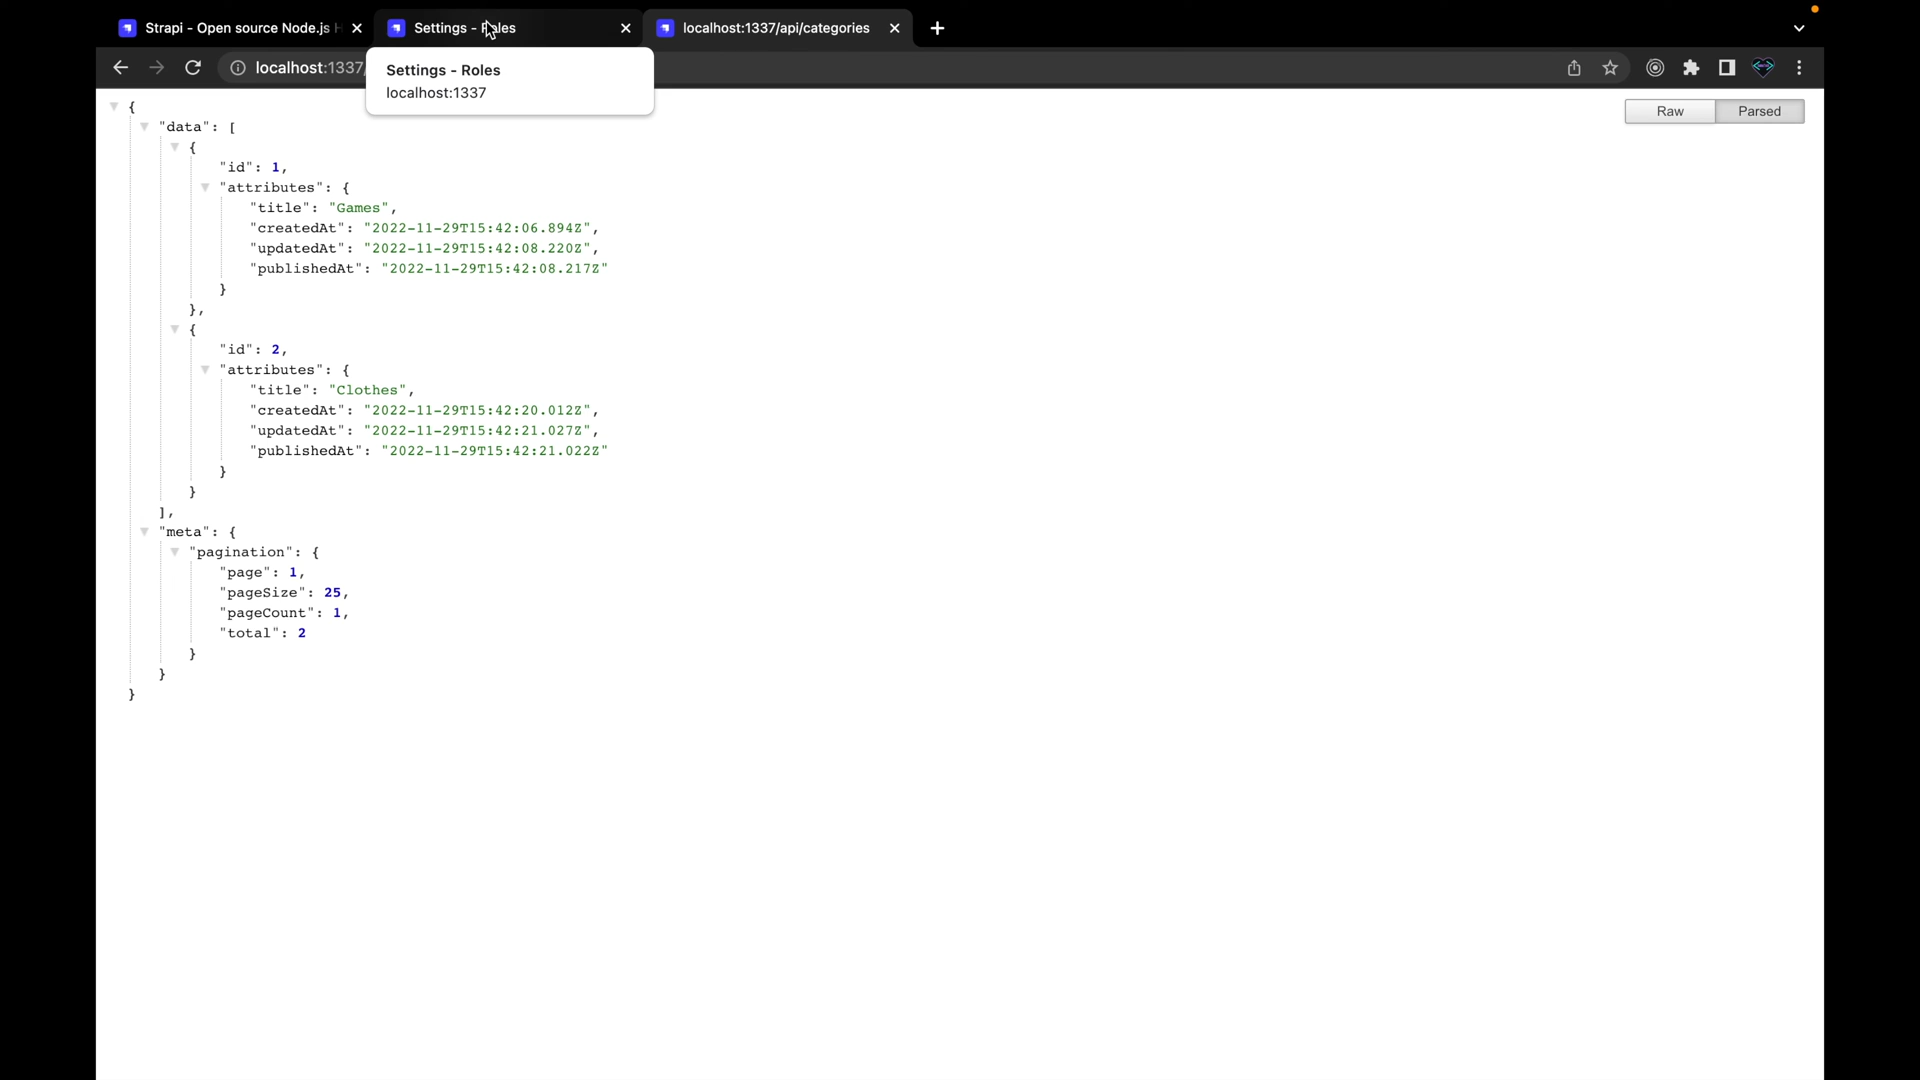 Strapi - Open source Node.js
Settings - Roles
localhost:1337/api/categories
localhost:1337/
Settings - Roles
localhost:1337
Raw
Parsed
{
"data": [
{
"id": 1,
"attributes": {
"title": "Games",
"createdAt": "2022-11-29T15:42:06.894Z",
"updatedAt": "2022-11-29T15:42:08.220Z",
"publishedAt": "2022-11-29T15:42:08.217Z"
}
},
{
"id": 2,
"attributes": {
"title": "Clothes",
"createdAt": "2022-11-29T15:42:20.012Z",
"updatedAt": "2022-11-29T15:42:21.027Z",
"publishedAt": "2022-11-29T15:42:21.022Z"
}
}
],
"meta": {
"pagination": {
"page": 1,
"pageSize": 25,
"pageCount": 1,
"total": 2
}
}
}